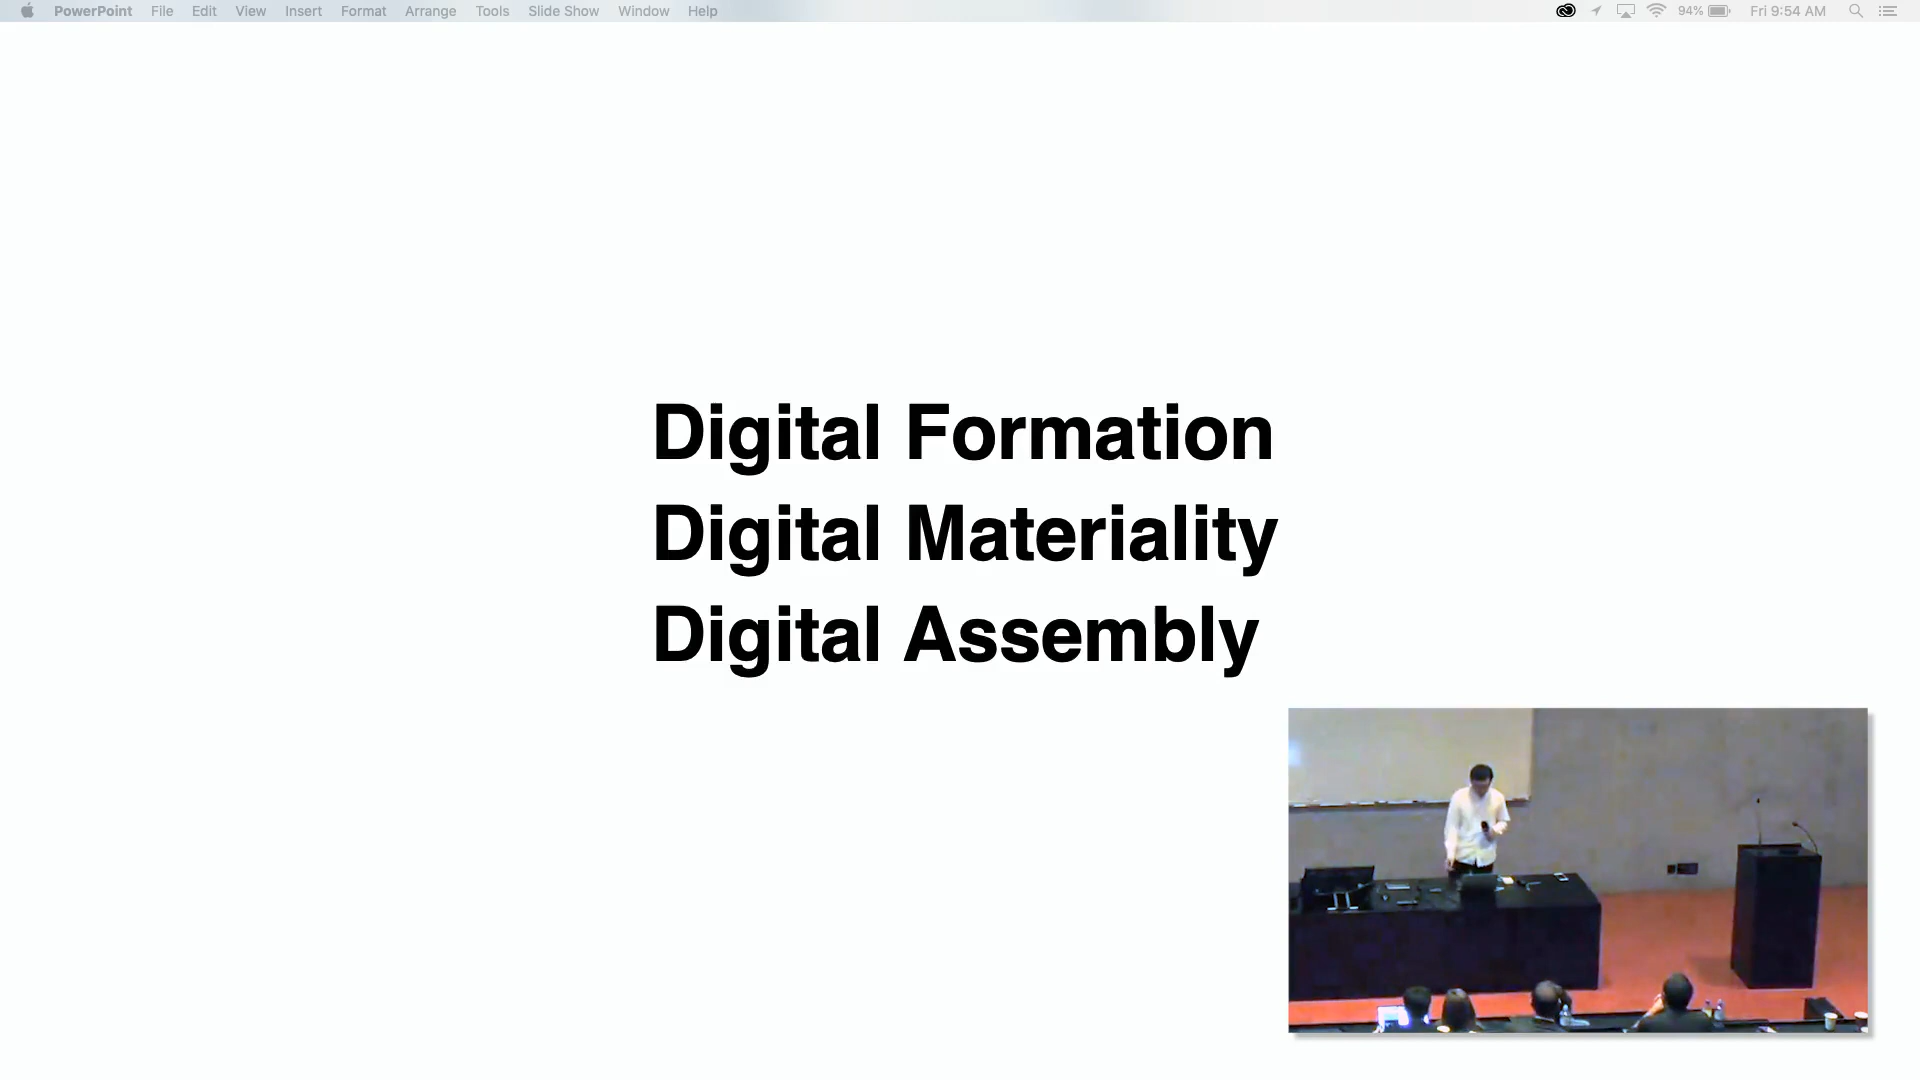 PowerPoint File Edit View Insert Format Arrange Tools Slide Show Window Help 94% Fri 9:54 AM
Digital Formation
Digital Materiality
Digital Assembly